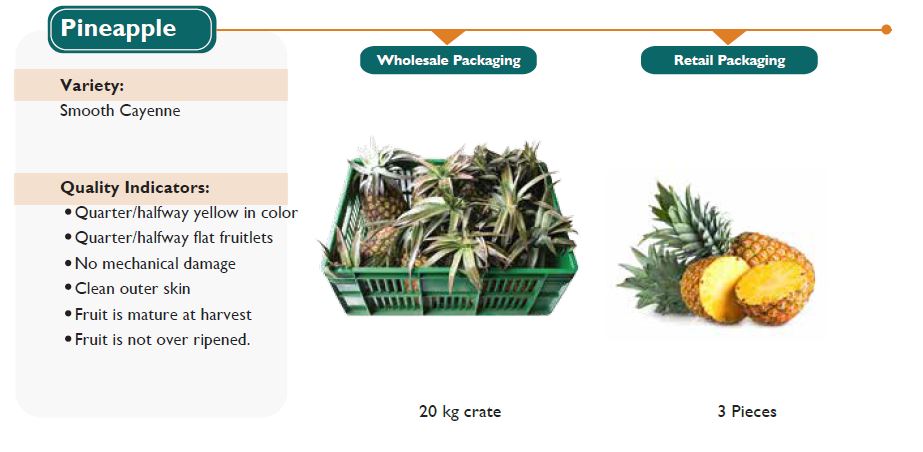 Pineapple
Variety:
Smooth Cayenne
Quality Indicators:
• Quarter/halfway yellow in color
• Quarter/halfway flat fruitlets
• No mechanical damage
• Clean outer skin
• Fruit is mature at harvest
• Fruit is not over ripened.
Wholesale Packaging
20 kg crate
Retail Packaging
3 Pieces